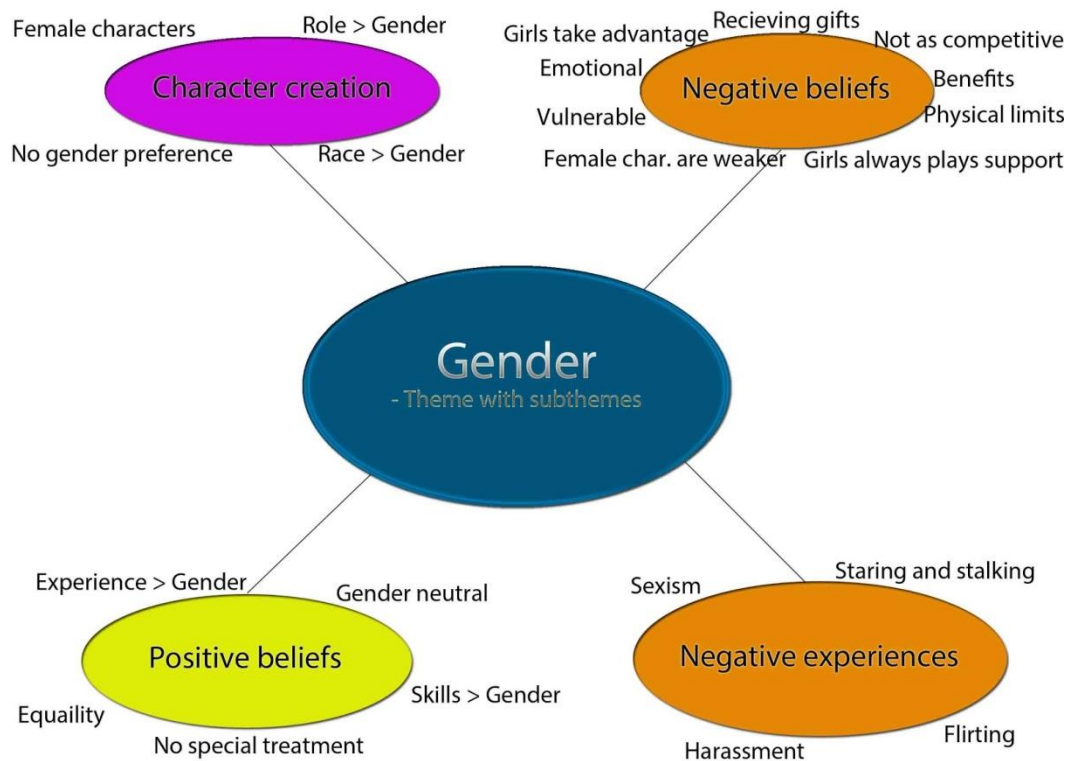 Female characters
Role > Gender
Character creation
No gender preference
Race > Gender
Recieving gifts
Girls take advantage
Not as competitive
Emotional
Negative beliefs
Benefits
Vulnerable
Physical limits
Female char. are weaker
Girls always plays support
Gender
- Theme with subthemes
Experience > Gender
Gender neutral
Positive beliefs
Skills > Gender
Equaility
No special treatment
Staring and stalking
Sexism
Negative experiences
Flirting
Harassment